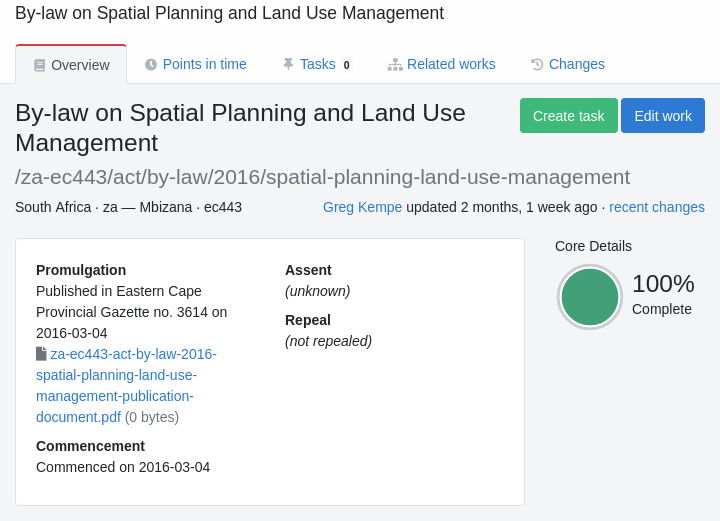 By-law on Spatial Planning and Land Use Management
Overview
Points in time
Tasks 0
Related works
Changes
By-law on Spatial Planning and Land Use
Management
Create task
Edit work
/za-ec443/act/by-law/2016/spatial-planning-land-use-management
South Africa · za — Mbizana · ec443
Greg Kempe updated 2 months, 1 week ago · recent changes
Promulgation
Published in Eastern Cape
Provincial Gazette no. 3614 on
2016-03-04
za-ec443-act-by-law-2016-
spatial-planning-land-use-
management-publication-
document.pdf (0 bytes)
Commencement
Commenced on 2016-03-04
Assent
(unknown)
Repeal
(not repealed)
Core Details
100%
Complete